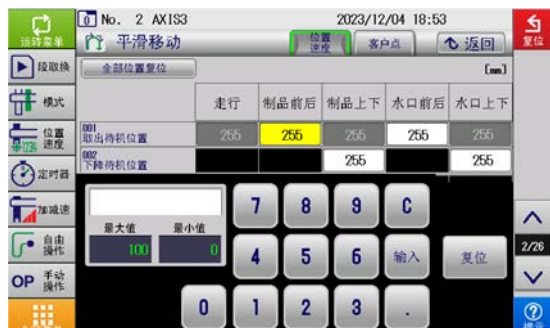 0 No. 2 AXIS3 2023/12/04 18:53
运转菜单
平滑移动
位置
速度
客户点
返回
复位
段取换
全部位置复位
[mm]
模式
走行 制品前后 制品上下 水口前后 水口上下
位置
速度
001
取出待机位置 255 255 255 255 255
002
下降待机位置 255 255
定时器
加减速
最大值 最小值
100 0
7 8 9 C
自由
操作
4 5 6 输入 复位
2/26
OP 手动
操作
0 1 2 3 .